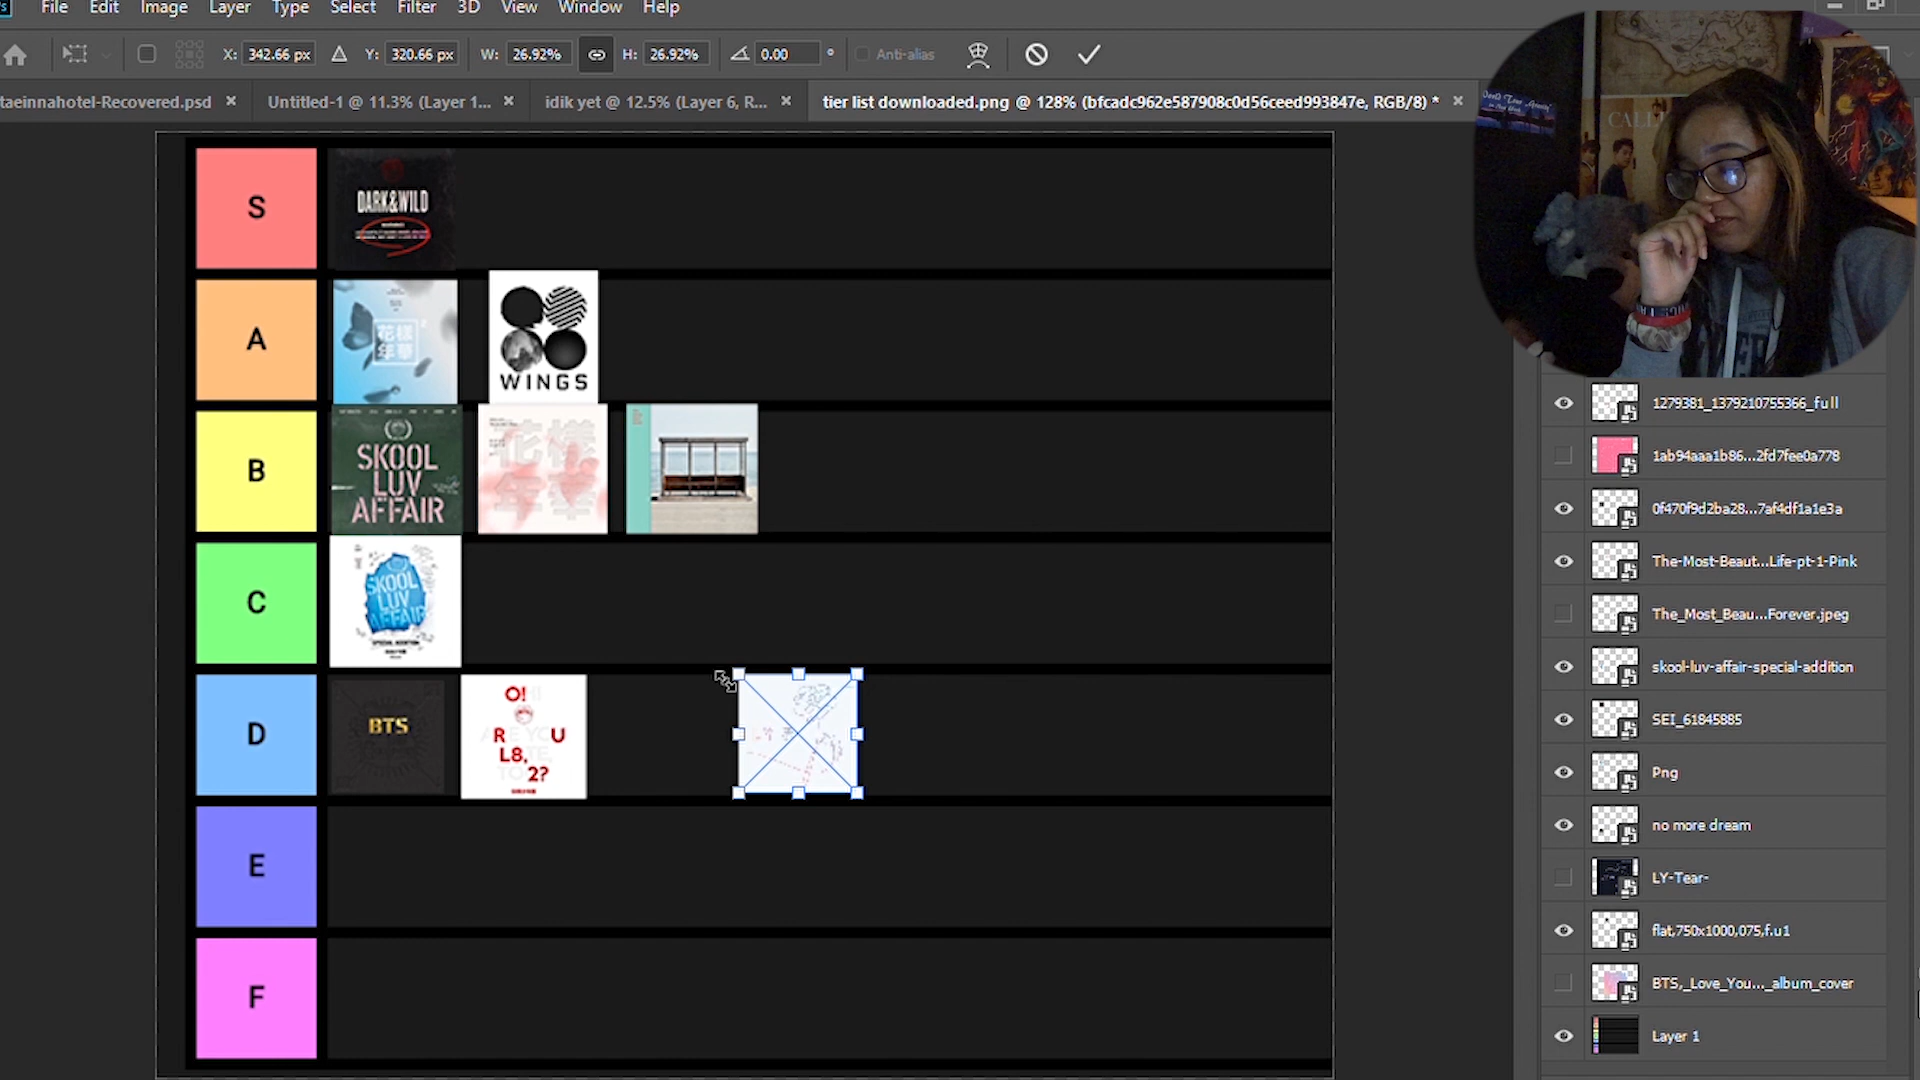 File Edit Image Layer Type Select Filter 3D View Window Help
X: 342.66 px Y: 320.66 px W: 26.92% H: 26.92% 0.00 ° Anti-alias
taeinnahotel-Recovered.psd × Untitled-1 @ 11.3% (Layer 1... × idik yet @ 12.5% (Layer 6, R... × tier list downloaded.png @ 128% (bfcadc962e587908c0d56ceed993847e, RGB/8) * ×
S
DARK&WILD
A
花樣
年華
WINGS
B
SKOOL
LUV
AFFAIR
花樣
年華
C
SKOOL
LUV
AFFAIR
D
BTS
O!
R U
L8,
2?
E
F
1279381_1379210755366_full
1ab94aaa1b86...2fd7fee0a778
0f470f9d2ba28...7af4df1a1e3a
The-Most-Beaut...Life-pt-1-Pink
The_Most_Beau...Forever.jpeg
skool-luv-affair-special-addition
SEI_61845885
Png
no more dream
LY-Tear-
flat,750x1000,075,f.u1
BTS,_Love_You..._album_cover
Layer 1